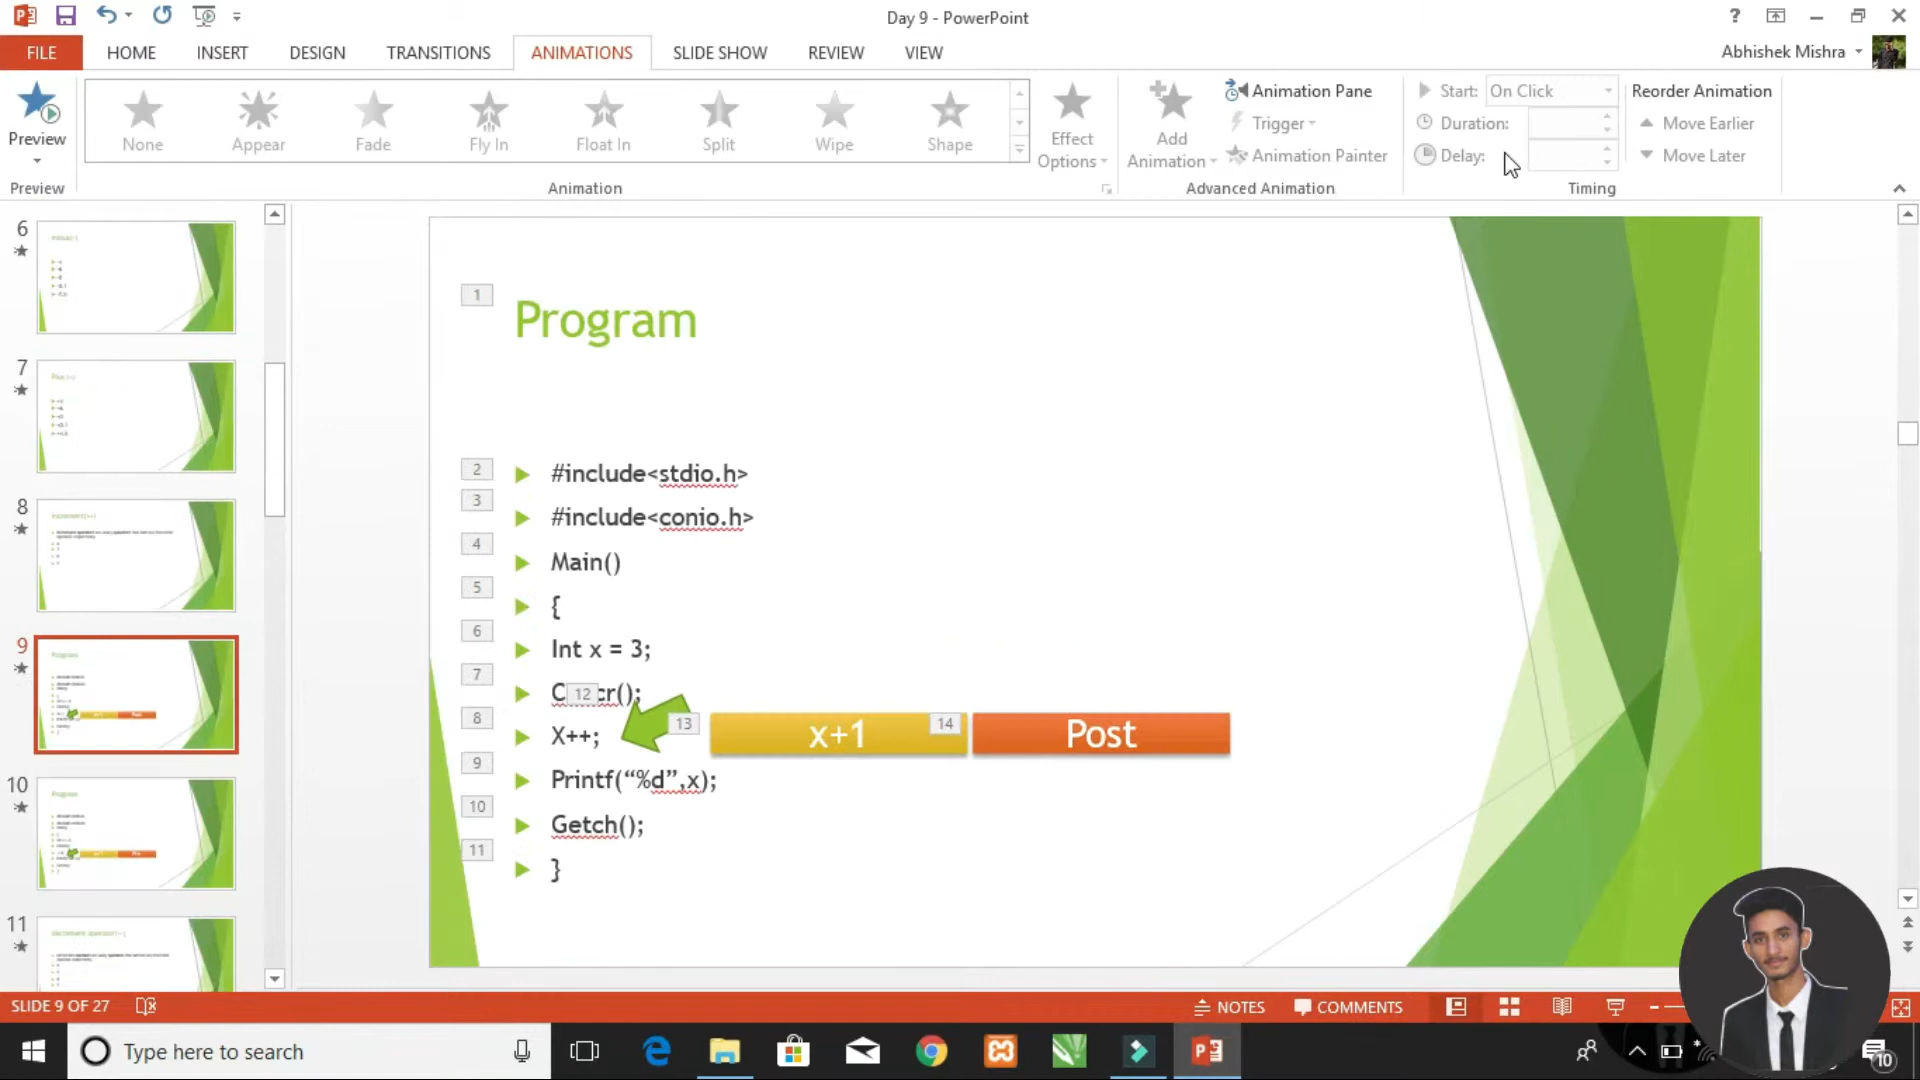 Day 9 - PowerPoint
?
FILE HOME INSERT DESIGN TRANSITIONS ANIMATIONS SLIDE SHOW REVIEW VIEW
Abhishek Mishra
Preview
None Appear Fade Fly In Float In Split Wipe Shape
Effect Options
Add Animation
Animation Pane
Trigger
Animation Painter
Start: On Click
Duration:
Delay:
Reorder Animation
Move Earlier
Move Later
Preview Animation Advanced Animation Timing
6
7
8
9
10
11
1 Program
2 #include<stdio.h>
3 #include<conio.h>
4 Main()
5 {
6 Int x = 3;
7 C 12 cr();
8 X++; 13 x+1 14 Post
9 Printf(“%d”,x);
10 Getch();
11 }
SLIDE 9 OF 27
NOTES COMMENTS
Type here to search
10